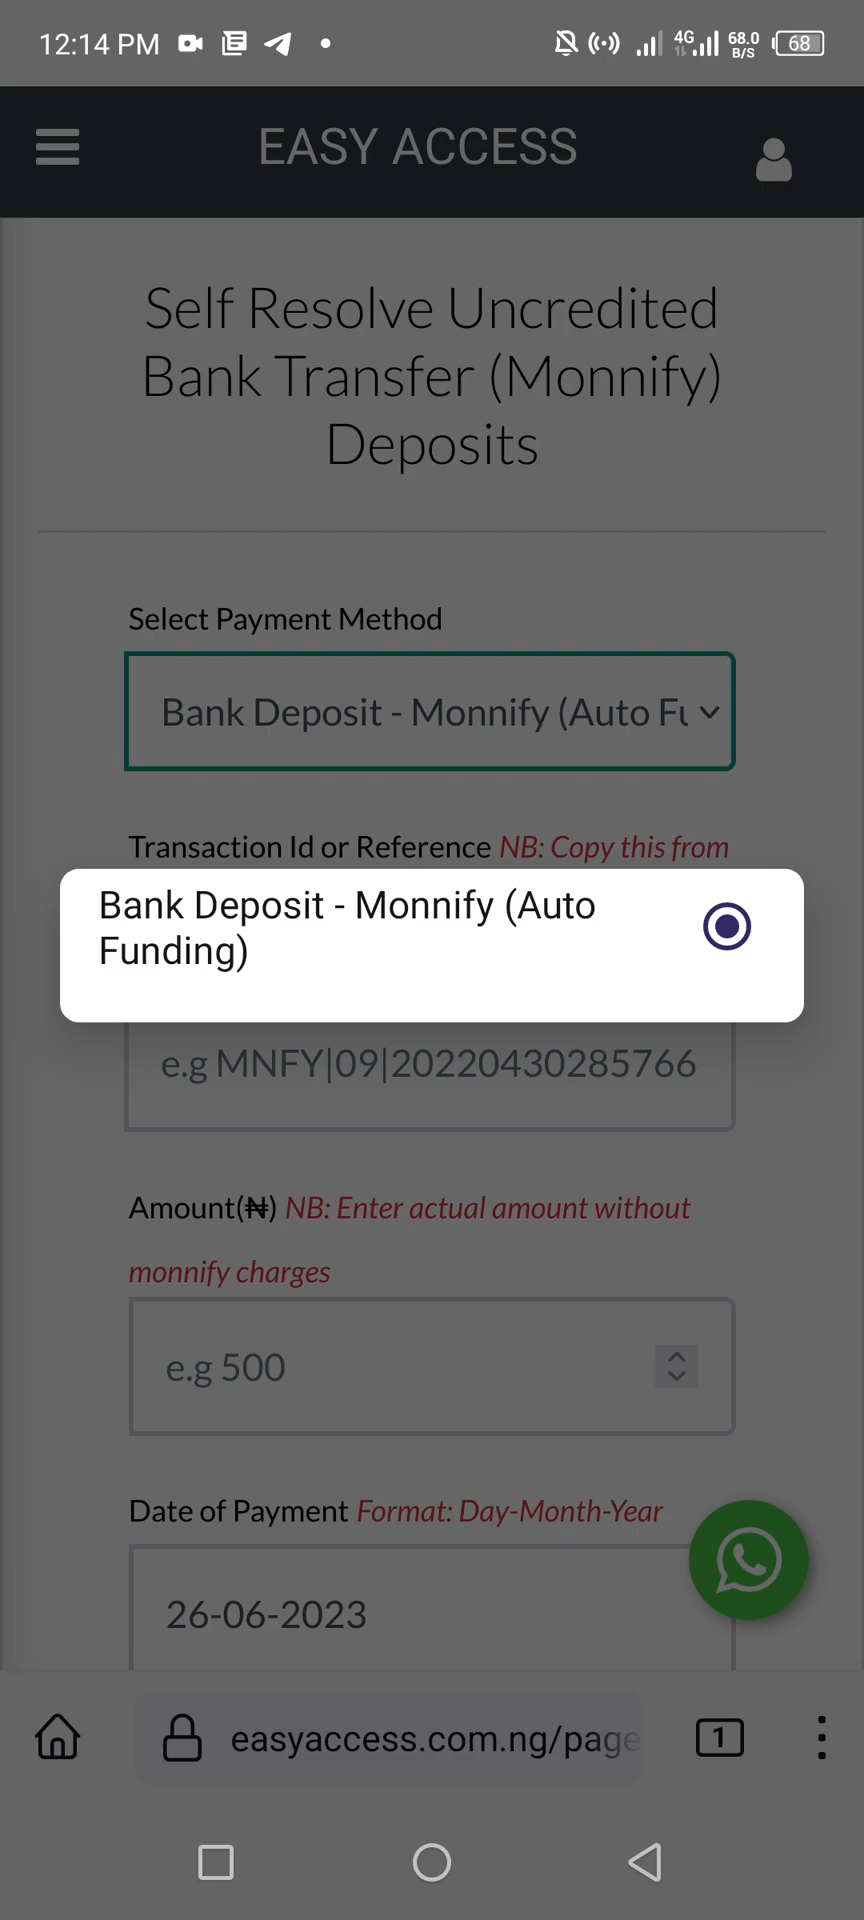 12:14 PM
4G
68.0
B/S
68
EASY ACCESS
Self Resolve Uncredited
Bank Transfer (Monnify)
Deposits
Select Payment Method
Bank Deposit - Monnify (Auto Fu
Transaction Id or Reference NB: Copy this from
Bank Deposit - Monnify (Auto
Funding)
e.g MNFY|09|20220430285766
Amount(₦) NB: Enter actual amount without
monnify charges
e.g 500
Date of Payment Format: Day-Month-Year
26-06-2023
easyaccess.com.ng/page
1